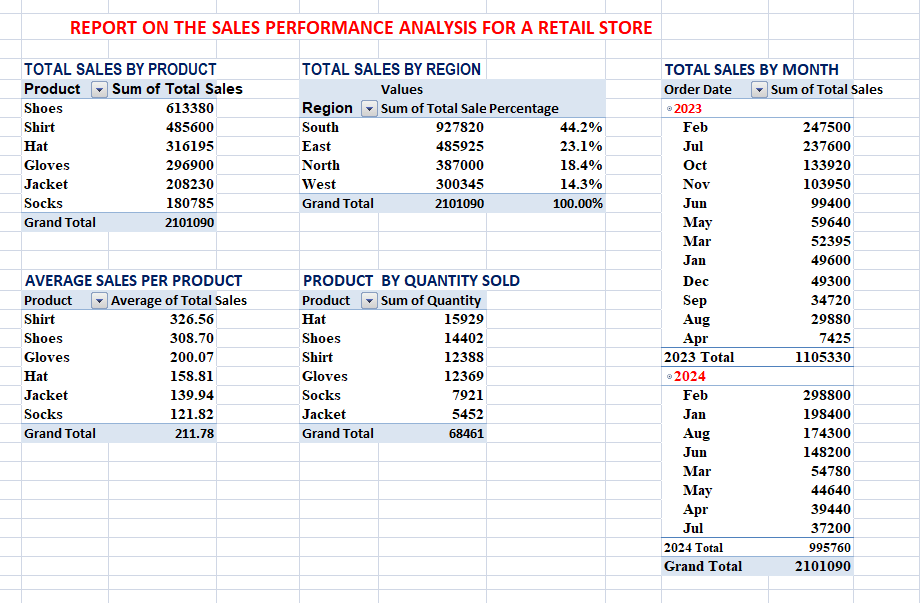 REPORT ON THE SALES PERFORMANCE ANALYSIS FOR A RETAIL STORE
TOTAL SALES BY PRODUCT
Product Sum of Total Sales
Shoes 613380
Shirt 485600
Hat 316195
Gloves 296900
Jacket 208230
Socks 180785
Grand Total 2101090
TOTAL SALES BY REGION
Values
Region Sum of Total Sale Percentage
South 927820 44.2%
East 485925 23.1%
North 387000 18.4%
West 300345 14.3%
Grand Total 2101090 100.00%
AVERAGE SALES PER PRODUCT
Product Average of Total Sales
Shirt 326.56
Shoes 308.70
Gloves 200.07
Hat 158.81
Jacket 139.94
Socks 121.82
Grand Total 211.78
PRODUCT BY QUANTITY SOLD
Product Sum of Quantity
Hat 15929
Shoes 14402
Shirt 12388
Gloves 12369
Socks 7921
Jacket 5452
Grand Total 68461
TOTAL SALES BY MONTH
Order Date Sum of Total Sales
2023
Feb 247500
Jul 237600
Oct 133920
Nov 103950
Jun 99400
May 59640
Mar 52395
Jan 49600
Dec 49300
Sep 34720
Aug 29880
Apr 7425
2023 Total 1105330
2024
Feb 298800
Jan 198400
Aug 174300
Jun 148200
Mar 54780
May 44640
Apr 39440
Jul 37200
2024 Total 995760
Grand Total 2101090